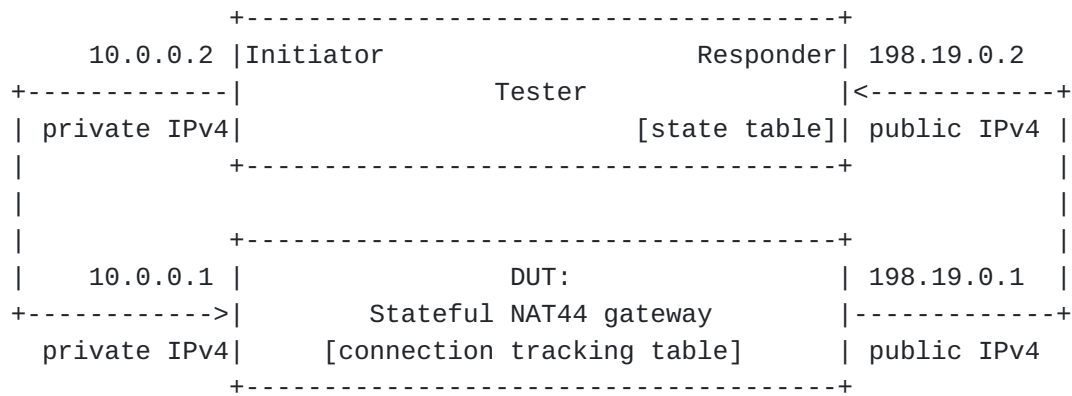 +--------------------------------------+
     10.0.0.2 |Initiator                    Responder| 198.19.0.2
+-------------|                Tester                |<------------+
| private IPv4|                         [state table]| public IPv4 |
|             +--------------------------------------+             |
|                                                                  |
|             +--------------------------------------+             |
|    10.0.0.1 |                 DUT:                 | 198.19.0.1  |
+------------>|        Stateful NAT44 gateway        |-------------+
  private IPv4|     [connection tracking table]      | public IPv4
              +--------------------------------------+